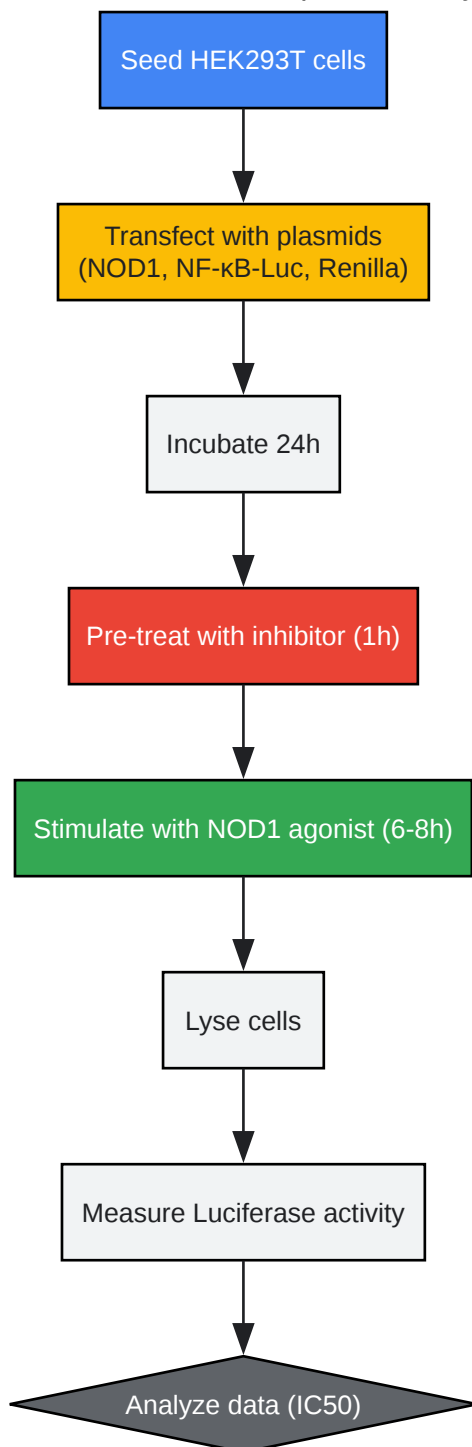 Seed HEK293T cells
Transfect with plasmids
(NOD1, NF-κB-Luc, Renilla)
Incubate 24h
Pre-treat with inhibitor (1h)
Stimulate with NOD1 agonist (6-8h)
Lyse cells
Measure Luciferase activity
Analyze data (IC50)